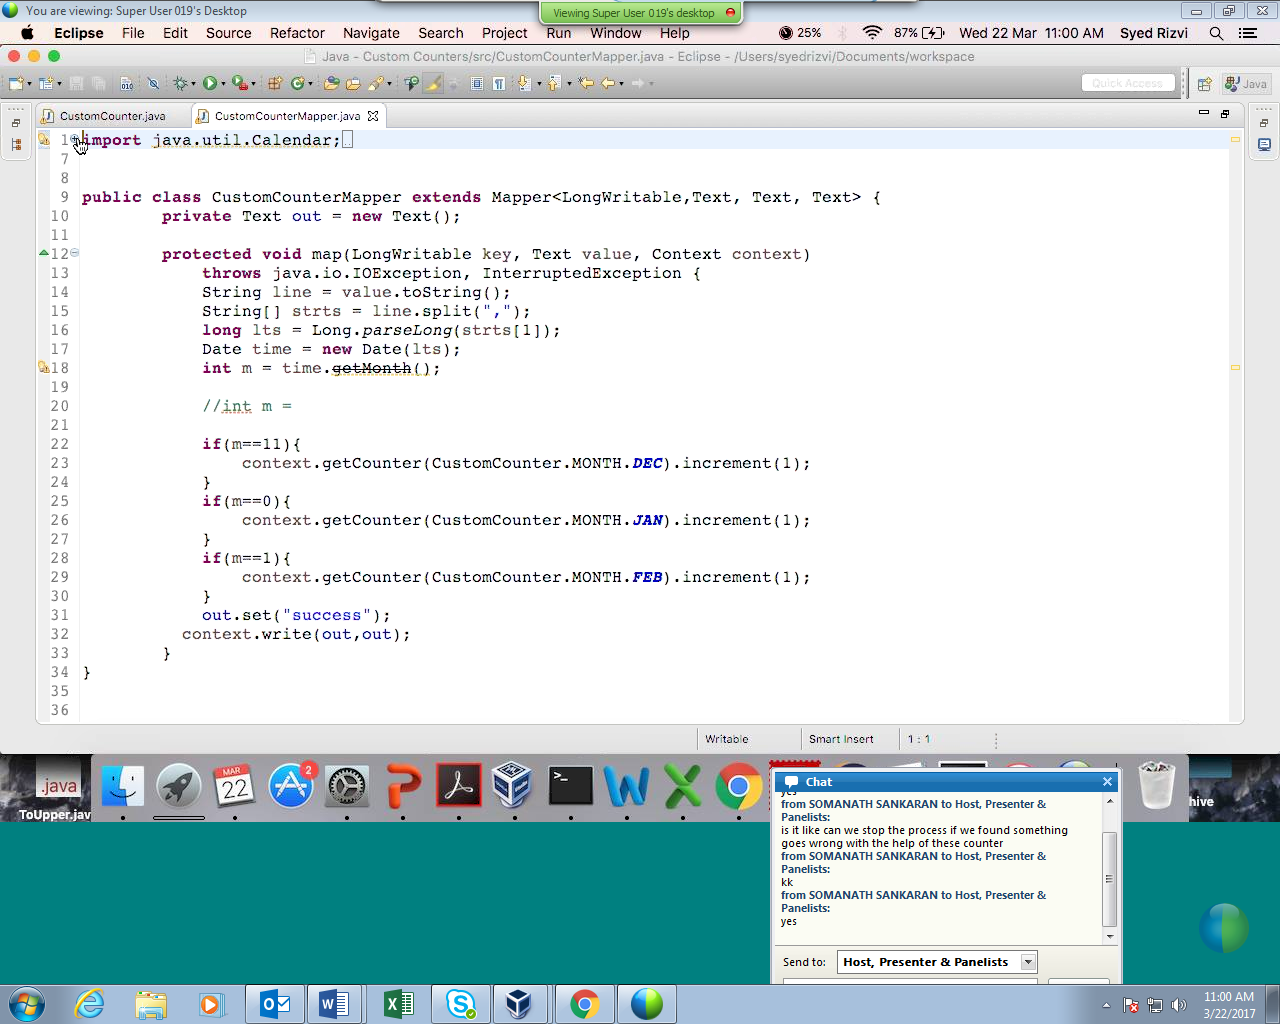 You are viewing: Super User 019's Desktop
Viewing Super User 019's desktop
Eclipse File Edit Source Refactor Navigate Search Project Run Window Help
25% 87% Wed 22 Mar 11:00 AM Syed Rizvi
Java - Custom Counters/src/CustomCounterMapper.java - Eclipse - /Users/syedrizvi/Documents/workspace
Quick Access
Java
CustomCounter.java
CustomCounterMapper.java
1 import java.util.Calendar;
7
8
9 public class CustomCounterMapper extends Mapper<LongWritable,Text, Text, Text> {
10 private Text out = new Text();
11
12 protected void map(LongWritable key, Text value, Context context)
13 throws java.io.IOException, InterruptedException {
14 String line = value.toString();
15 String[] strts = line.split(",");
16 long lts = Long.parseLong(strts[1]);
17 Date time = new Date(lts);
18 int m = time.getMonth();
19
20 //int m =
21
22 if(m==11){
23 context.getCounter(CustomCounter.MONTH.DEC).increment(1);
24 }
25 if(m==0){
26 context.getCounter(CustomCounter.MONTH.JAN).increment(1);
27 }
28 if(m==1){
29 context.getCounter(CustomCounter.MONTH.FEB).increment(1);
30 }
31 out.set("success");
32 context.write(out,out);
33 }
34 }
35
36
Writable
Smart Insert
1 : 1
.java
ToUpper.jav
MAR
22
2
hive
Chat
yes
from SOMANATH SANKARAN to Host, Presenter &
Panelists:
is it like can we stop the process if we found something
goes wrong with the help of these counter
from SOMANATH SANKARAN to Host, Presenter &
Panelists:
kk
from SOMANATH SANKARAN to Host, Presenter &
Panelists:
yes
Send to: Host, Presenter & Panelists
11:00 AM
3/22/2017